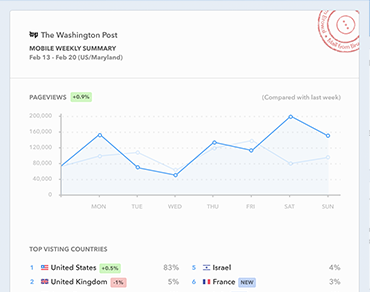 The Washington Post
MOBILE WEEKLY SUMMARY
Feb 13 - Feb 20 (US/Maryland)
PAGEVIEWS +0.9% (Compared with last week)
200,000
160,000
120,000
80,000
40,000
0
MON TUE WED THU FRI SAT SUN
TOP VISTING COUNTRIES
1 United States +0.5% 83% 5 Israel 4%
2 United Kingdom -1% 5% 6 France NEW 3%